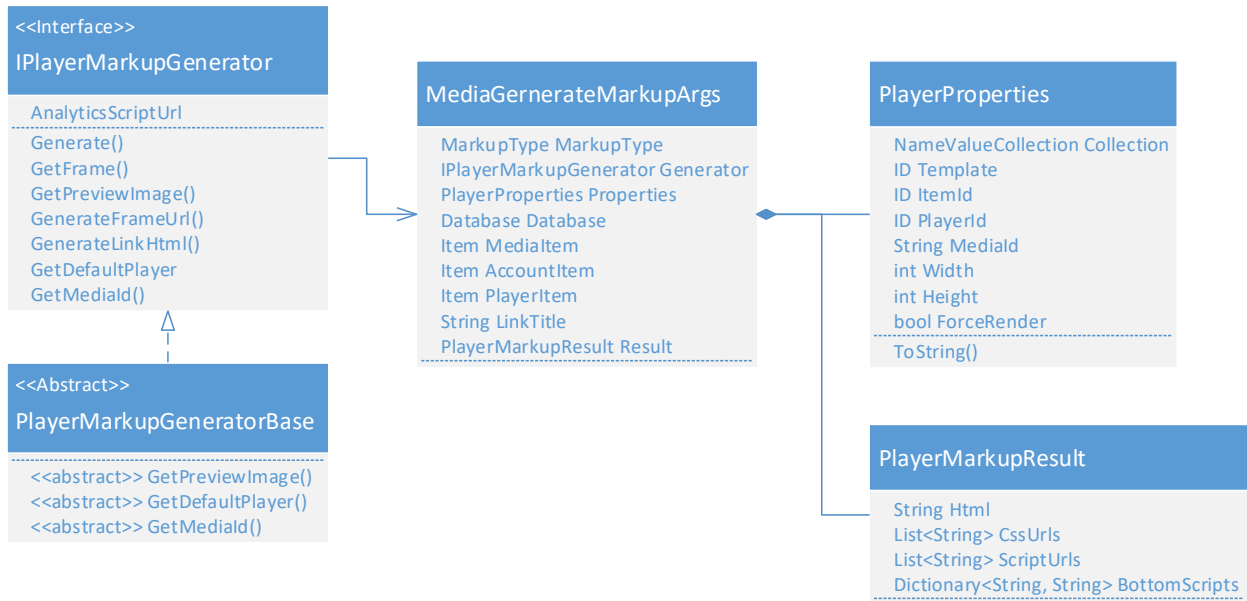 <<Interface>>
IPlayerMarkupGenerator
AnalyticsScriptUrl
Generate()
GetFrame()
GetPreviewImage()
GenerateFrameUrl()
GenerateLinkHtml()
GetDefaultPlayer
GetMediaId()
<<Abstract>>
PlayerMarkupGeneratorBase
<<abstract>> GetPreviewImage()
<<abstract>> GetDefaultPlayer()
<<abstract>> GetMediaId()
MediaGernerateMarkupArgs
MarkupType MarkupType
IPlayerMarkupGenerator Generator
PlayerProperties Properties
Database Database
Item MediaItem
Item AccountItem
Item PlayerItem
String LinkTitle
PlayerMarkupResult Result
PlayerProperties
NameValueCollection Collection
ID Template
ID ItemId
ID PlayerId
String MediaId
int Width
int Height
bool ForceRender
ToString()
PlayerMarkupResult
String Html
List<String> CssUrls
List<String> ScriptUrls
Dictionary<String, String> BottomScripts